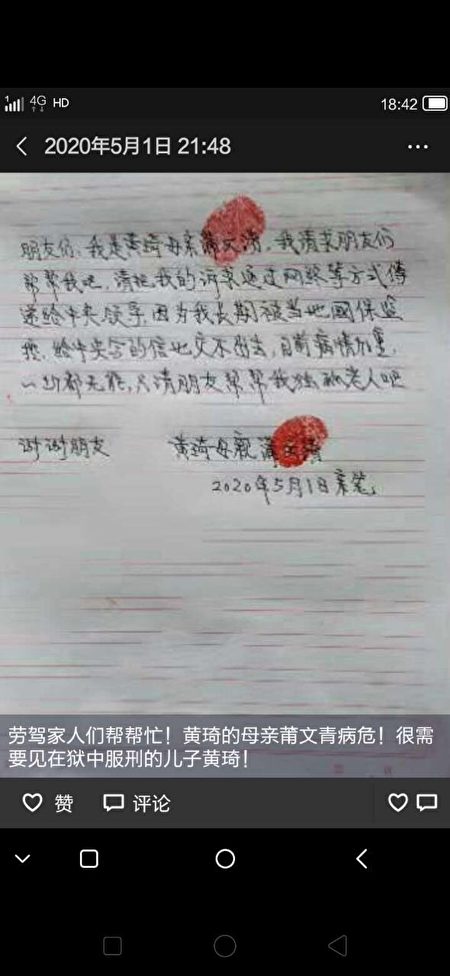 1 4G HD 18:42
2020年5月1日 21:48
朋友们，我是黄琦母亲蒲文清，我请求朋友们
帮帮我吧，请把我的诉求通过网路等方式传
递给中央领导，因为我长期被当地國保监
控，给中央的信也交不出去，目前病情加重，
一切都无能，只请朋友帮帮我独孤老人吧
谢谢朋友 黄琦母亲蒲文清
2020年5月1日亲笔
劳驾家人们帮帮忙！黄琦的母亲莆文青病危！很需
要见在狱中服刑的儿子黄琦！
赞 评论